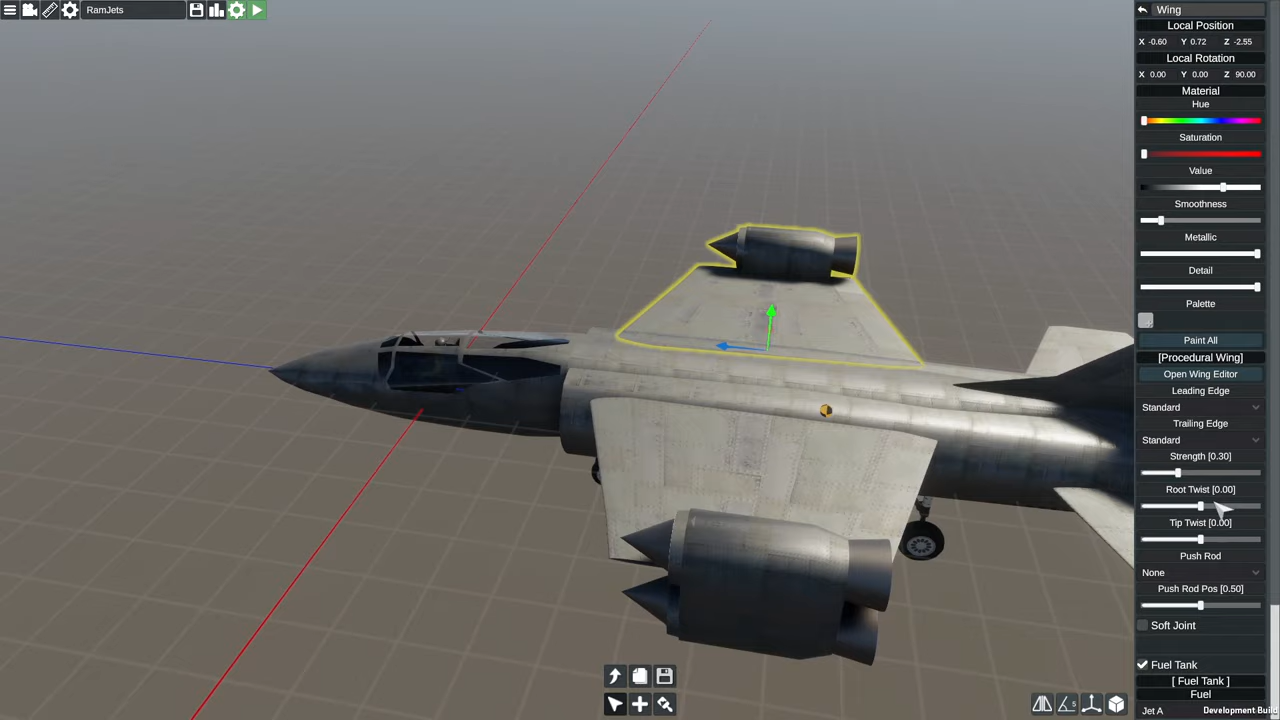 RamJets
Wing
Local Position
X -0.60 Y 0.72 Z -2.55
Local Rotation
X 0.00 Y 0.00 Z 90.00
Material
Hue
Saturation
Value
Smoothness
Metallic
Detail
Palette
Paint All
[Procedural Wing]
Open Wing Editor
Leading Edge
Standard
Trailing Edge
Standard
Strength [0.30]
Root Twist [0.00]
Tip Twist [0.00]
Push Rod
None
Push Rod Pos [0.50]
Soft Joint
Fuel Tank
[ Fuel Tank ]
Fuel
Jet A
Development Build